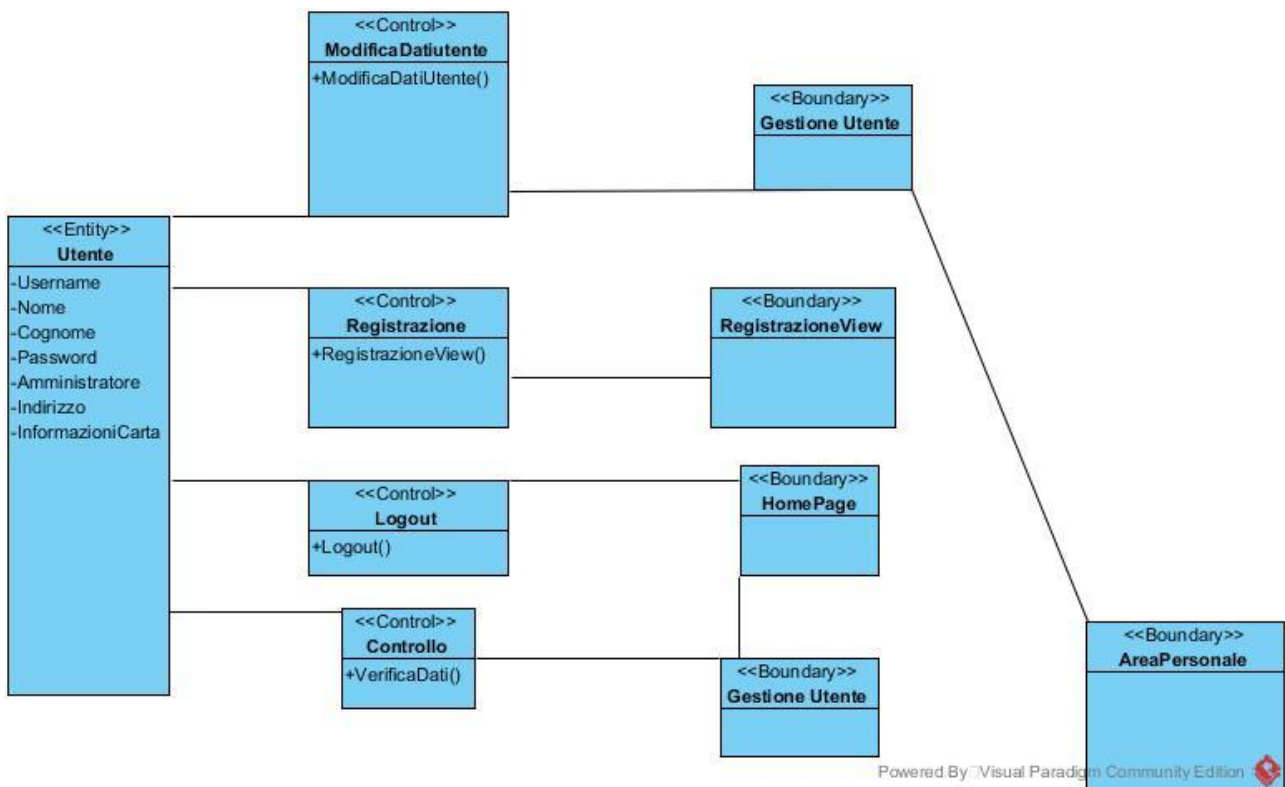 <<Control>>
ModificaDatiutente
+ModificaDatiUtente()
<<Boundary>>
Gestione Utente
<<Entity>>
Utente
-Username
-Nome
-Cognome
-Password
-Amministratore
-Indirizzo
-InformazioniCarta
<<Control>>
Registrazione
+RegistrazioneView()
<<Boundary>>
RegistrazioneView
<<Control>>
Logout
+Logout()
<<Boundary>>
HomePage
<<Control>>
Controllo
+VerificaDati()
<<Boundary>>
Gestione Utente
<<Boundary>>
AreaPersonale
Powered By Visual Paradigm Community Edition